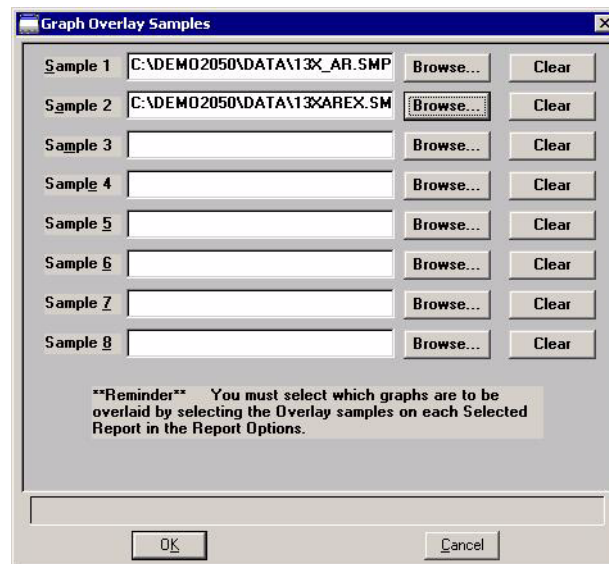 Graph Overlay Samples
Sample 1 C:\DEMO2050\DATA\13X_AR.SMP Browse... Clear
Sample 2 C:\DEMO2050\DATA\13XAREX.SM Browse... Clear
Sample 3 Browse... Clear
Sample 4 Browse... Clear
Sample 5 Browse... Clear
Sample 6 Browse... Clear
Sample 7 Browse... Clear
Sample 8 Browse... Clear
**Reminder** You must select which graphs are to be
overlaid by selecting the Overlay samples on each Selected
Report in the Report Options.
OK Cancel